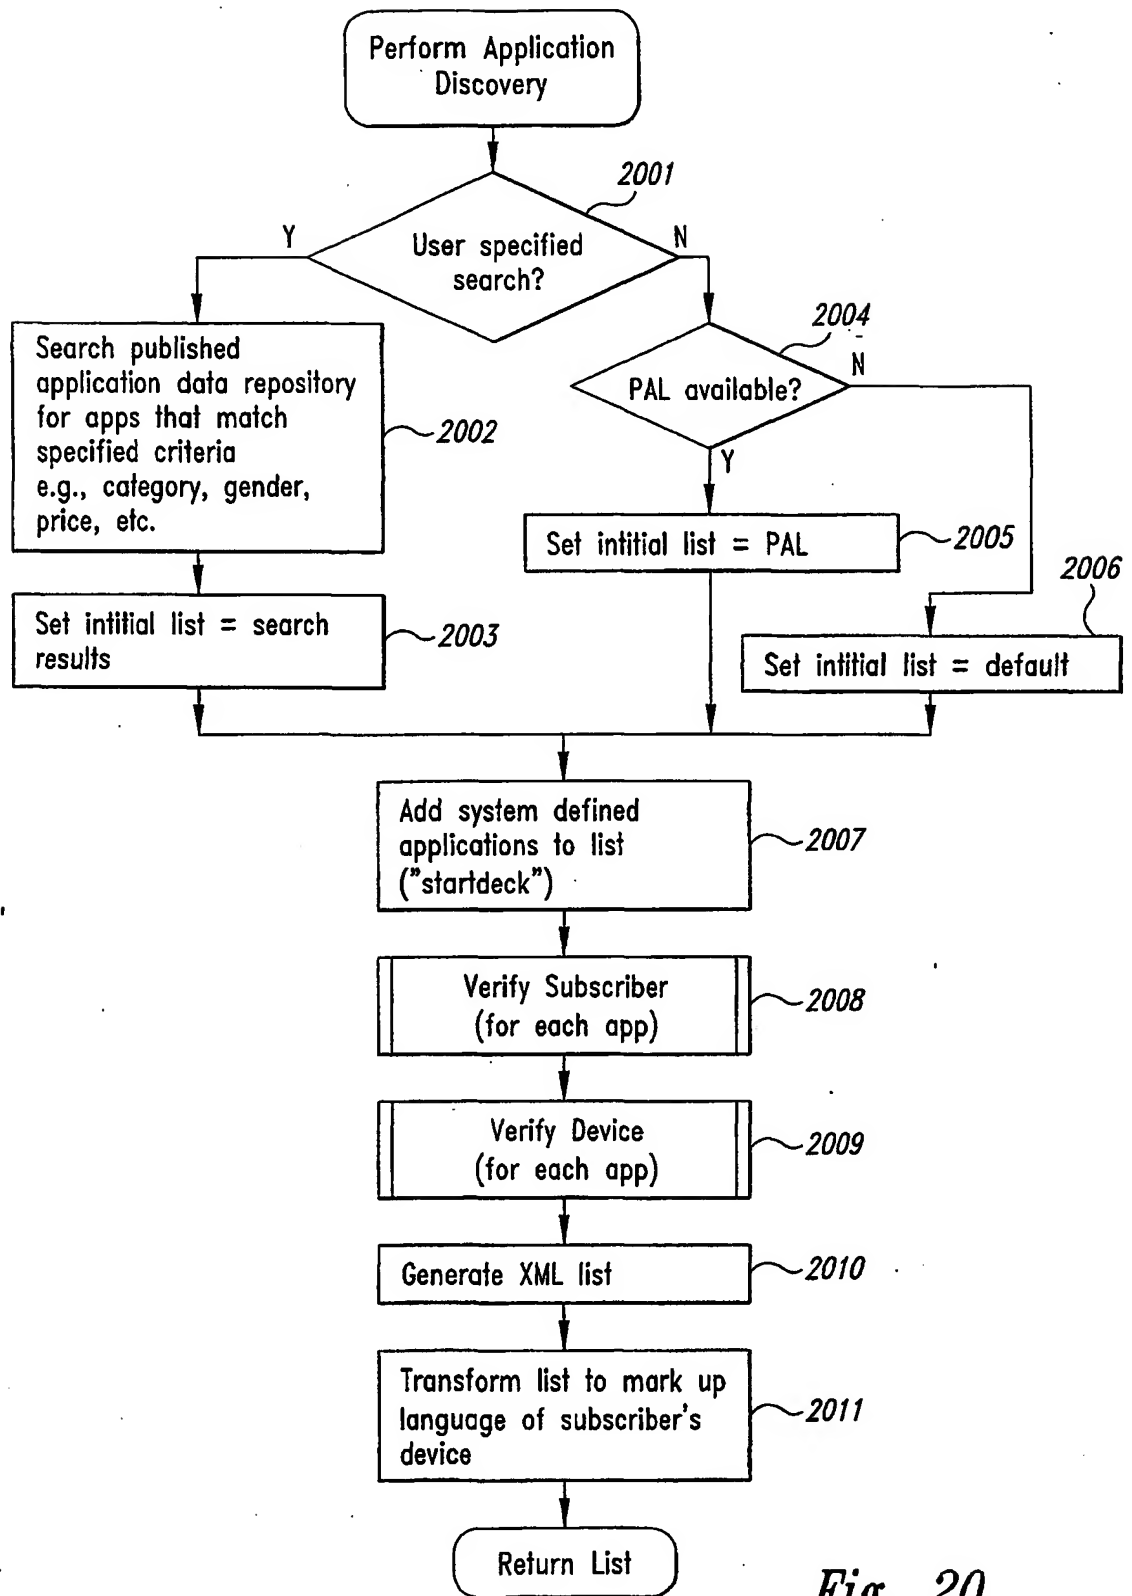 Perform Application
Discovery
2001
Y
User specified
search?
N
2004
Search published
application data repository
for apps that match
specified criteria
e.g., category, gender,
price, etc.
2002
PAL available?
N
Y
Set intitial list = PAL
2005
2006
Set intitial list = search
results
2003
Set intitial list = default
Add system defined
applications to list
("startdeck")
2007
Verify Subscriber
(for each app)
2008
Verify Device
(for each app)
2009
Generate XML list
2010
Transform list to mark up
language of subscriber's
device
2011
Return List
Fig. 20